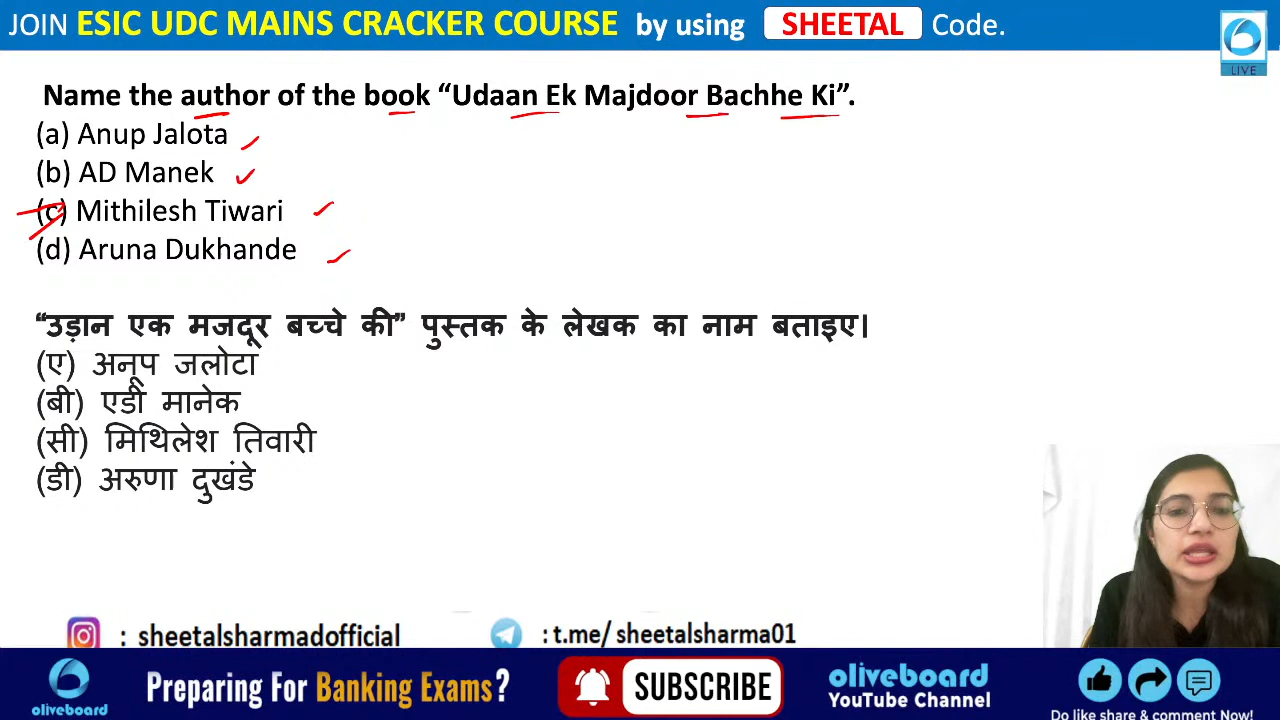 JOIN ESIC UDC MAINS CRACKER COURSE by using SHEETAL Code.
LIVE
Name the author of the book “Udaan Ek Majdoor Bachhe Ki”.
(a) Anup Jalota
(b) AD Manek
(c) Mithilesh Tiwari
(d) Aruna Dukhande
“उड़ान एक मजदूर बच्चे की” पुस्तक के लेखक का नाम बताइए।
(ए) अनूप जलोटा
(बी) एडी मानेक
(सी) मिथिलेश तिवारी
(डी) अरुणा दुखंडे
: sheetalsharmadofficial : t.me/ sheetalsharma01
oliveboard Preparing For Banking Exams? SUBSCRIBE oliveboard
YouTube Channel
Do like share & comment Now!